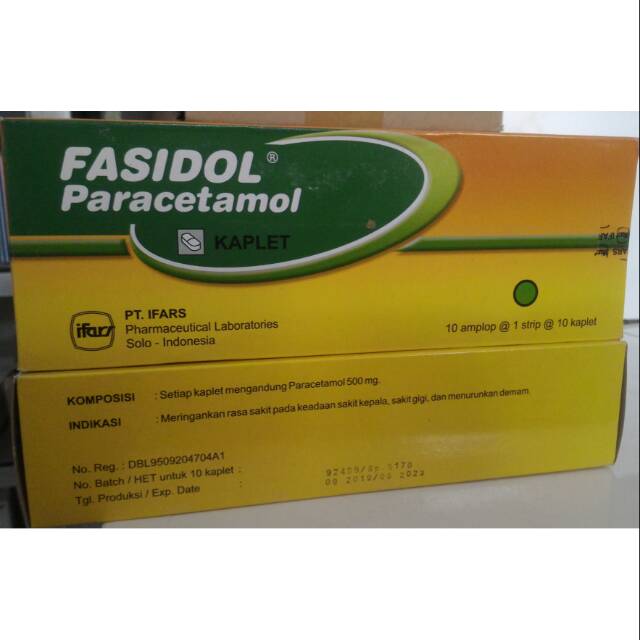 FASIDOL®
Paracetamol
KAPLET
ifars
PT. IFARS
Pharmaceutical Laboratories
Solo - Indonesia
10 amplop @ 1 strip @ 10 kaplet
KOMPOSISI : Setiap kaplet mengandung Paracetamol 500 mg.
INDIKASI : Meringankan rasa sakit pada keadaan sakit kepala, sakit gigi, dan menurunkan demam.
No. Reg. : DBL9509204704A1
No. Batch / HET untuk 10 kaplet :
Tgl. Produksi / Exp. Date :